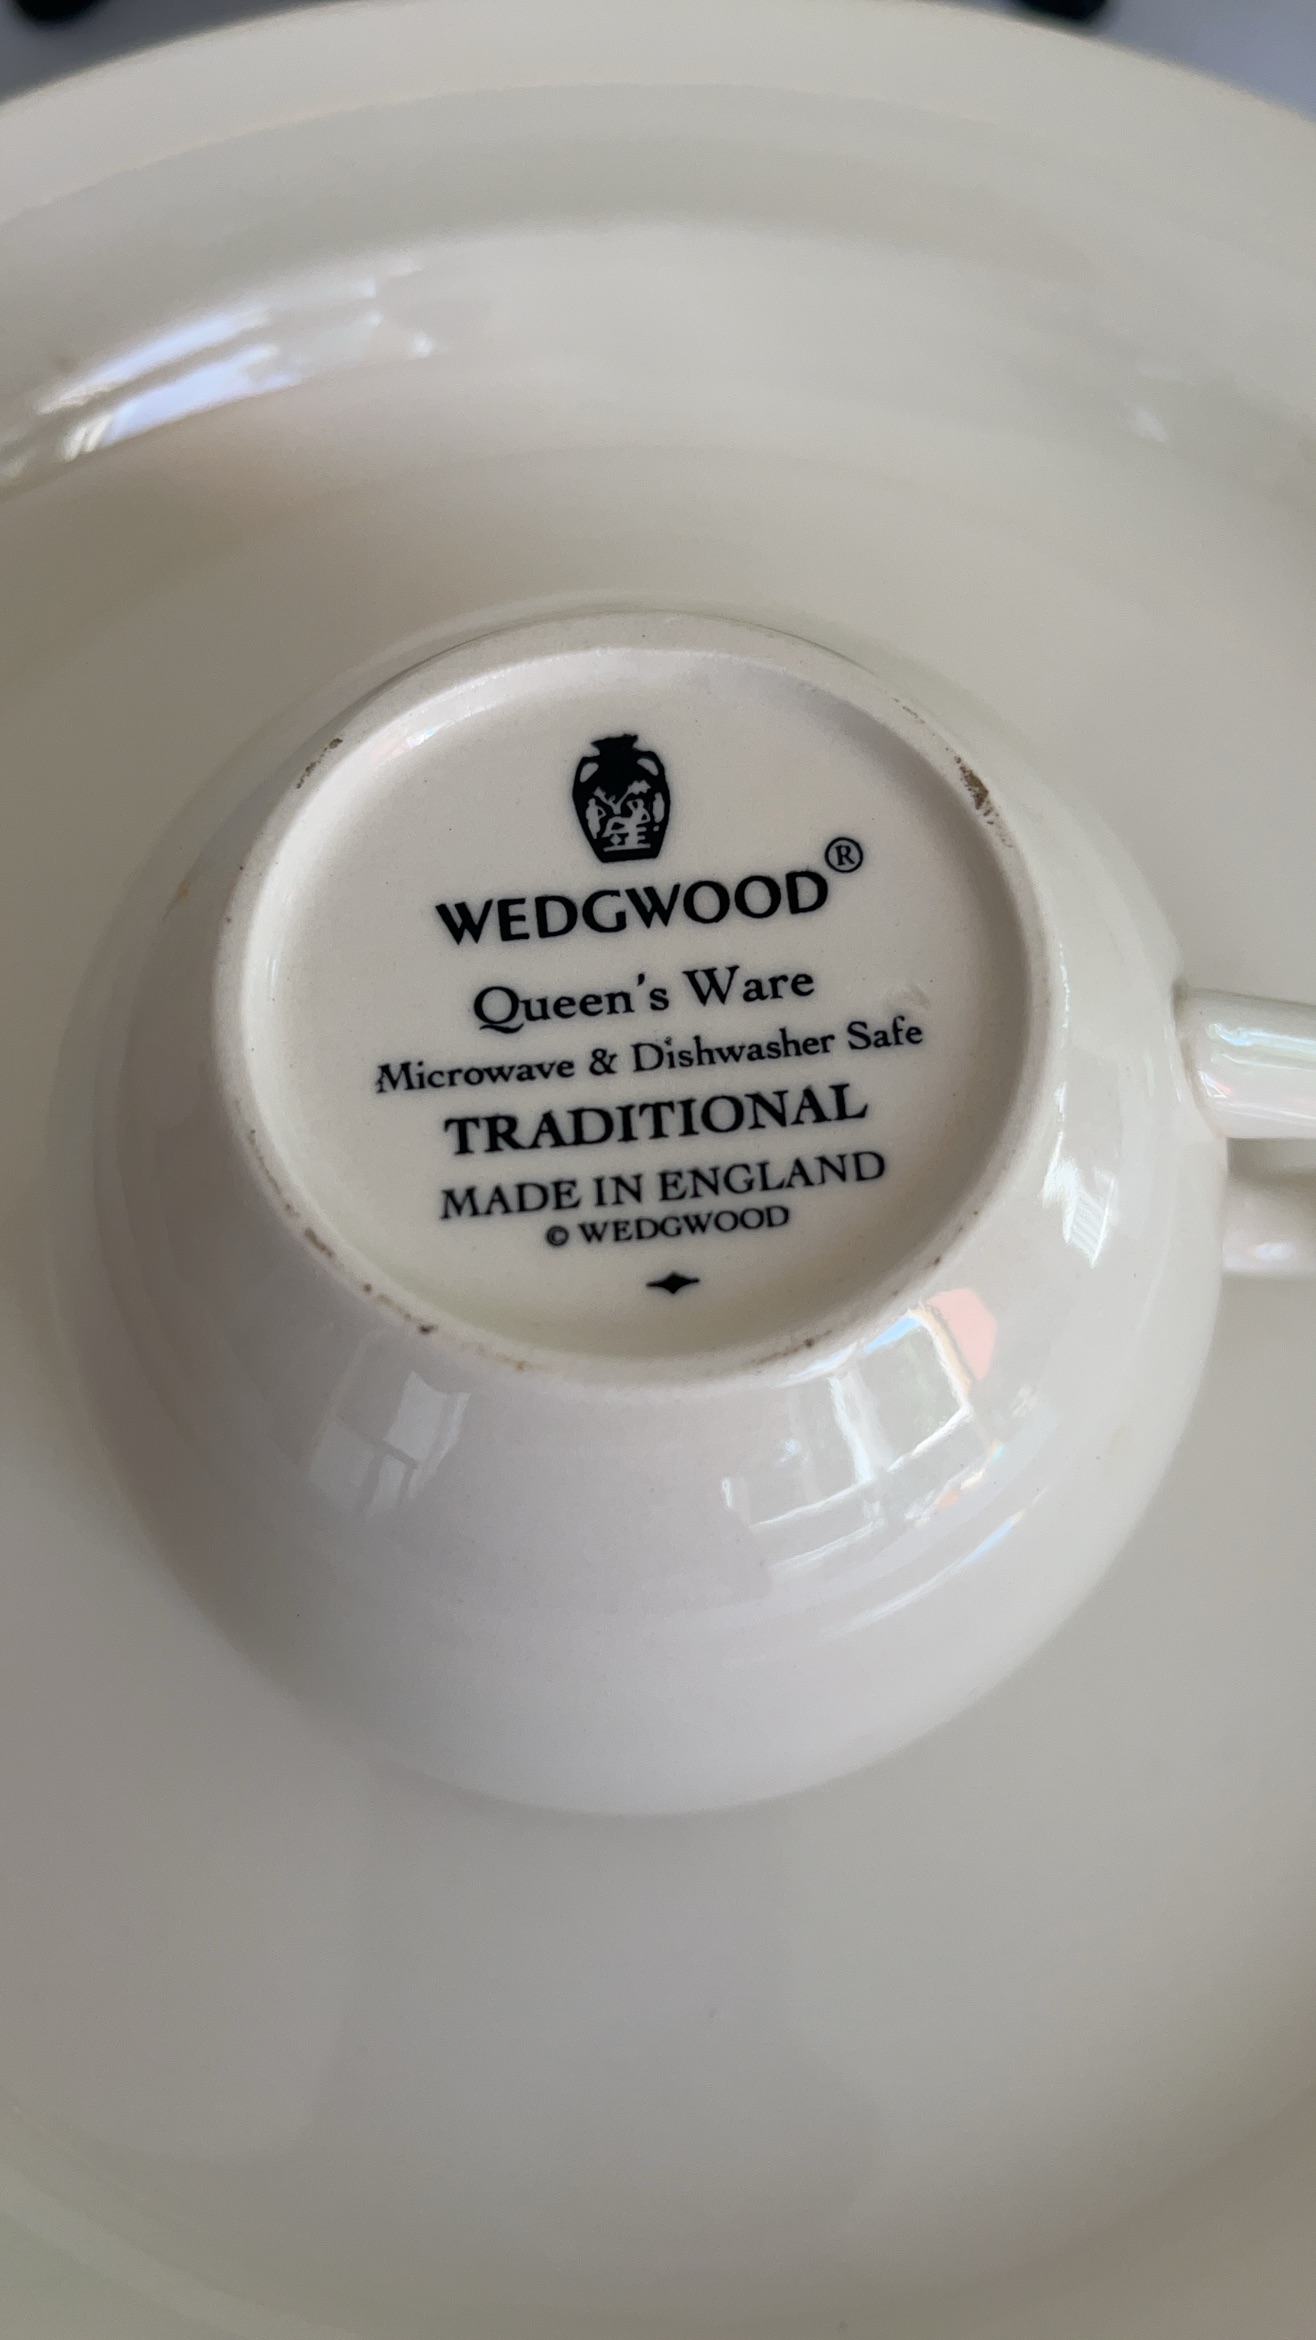 WEDGWOOD®
Queen's Ware
Microwave & Dishwasher Safe
TRADITIONAL
MADE IN ENGLAND
© WEDGWOOD